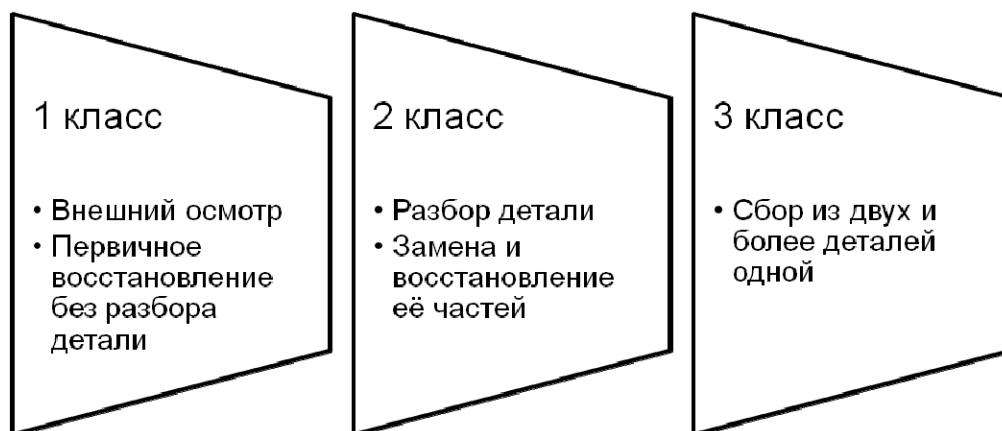 1 класс
• Внешний осмотр
• Первичное
восстановление
без разбора
детали
2 класс
• Разбор детали
• Замена и
восстановление
её частей
3 класс
• Сбор из двух и
более деталей
одной